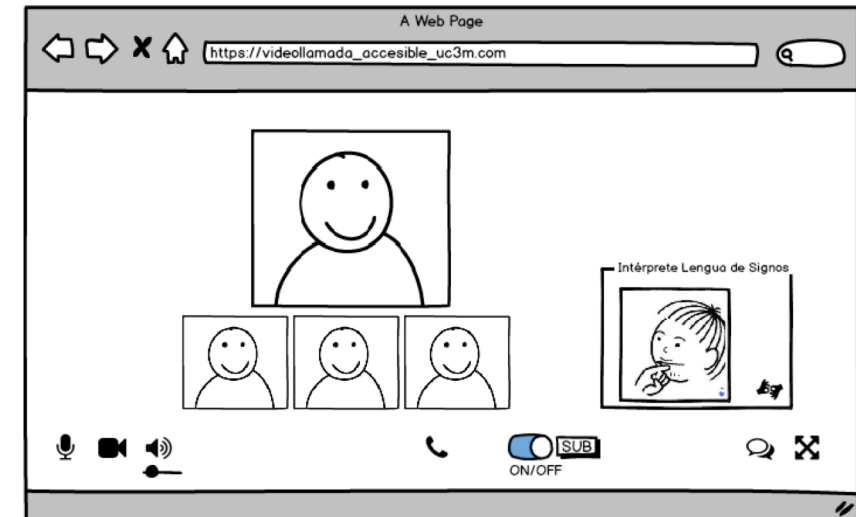 A Web Page
https://videollamada_accesible_uc3m.com
Intérprete Lengua de Signos
SUB
ON/OFF